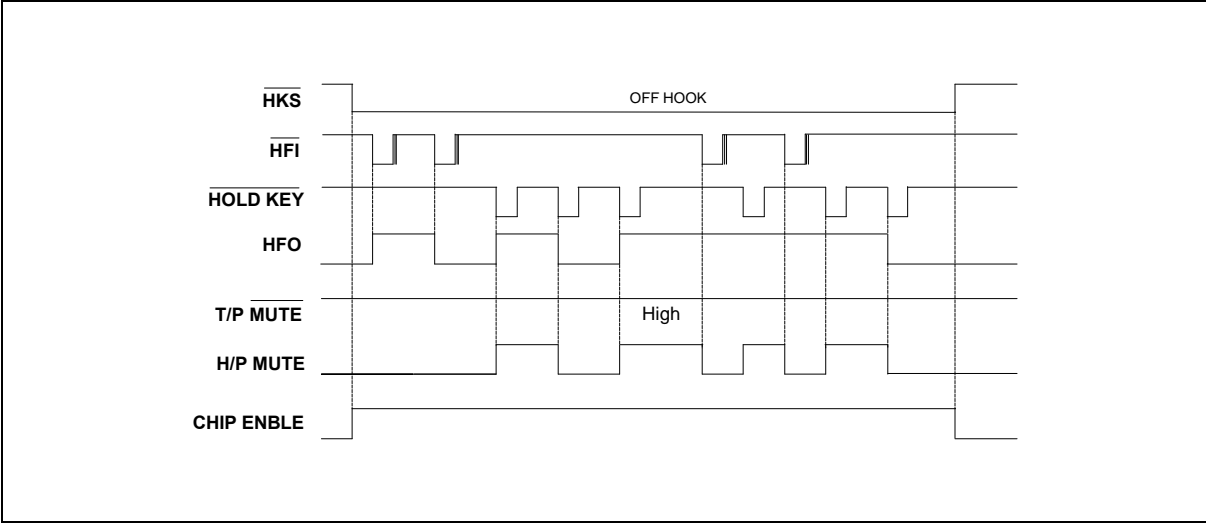 HKS
OFF HOOK
HFI
HOLD KEY
HFO
T/P MUTE
High
H/P MUTE
CHIP ENBLE